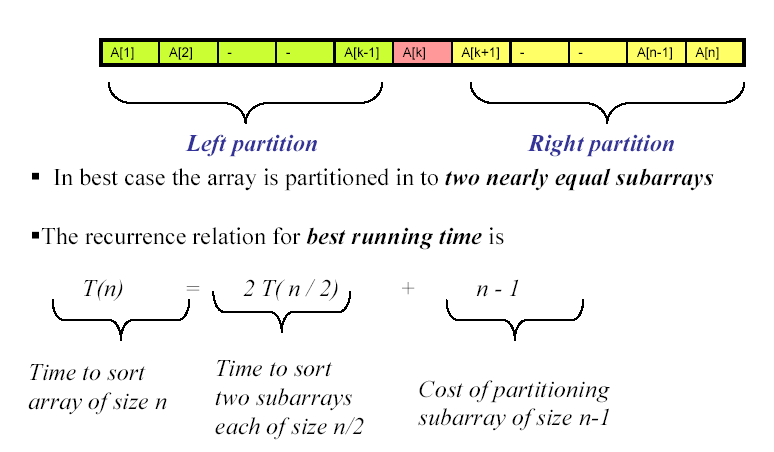 A[1] A[2] - - A[k-1] A[k] A[k+1] - - A[n-1] A[n]
Left partition Right partition
▪ In best case the array is partitioned in to two nearly equal subarrays
▪The recurrence relation for best running time is
T(n) = 2 T( n / 2) + n - 1
Time to sort
array of size n
Time to sort
two subarrays
each of size n/2
Cost of partitioning
subarray of size n-1